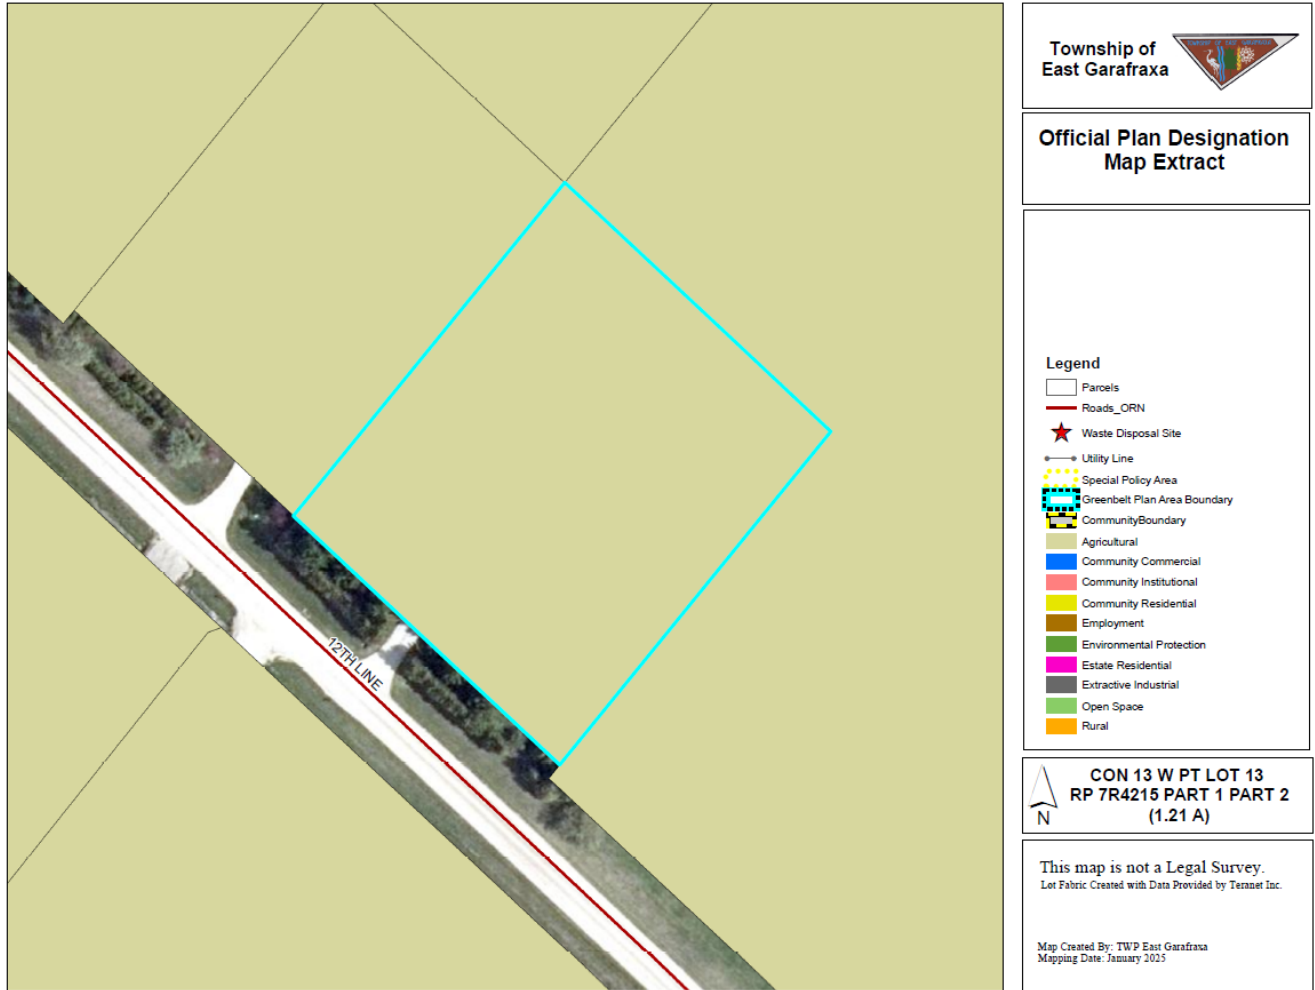 12TH LINE
Township of
East Garafraxa
TOWNSHIP OF EAST GARAFRAXA
Official Plan Designation
Map Extract
Legend
Parcels
Roads_ORN
Waste Disposal Site
Utility Line
Special Policy Area
Greenbelt Plan Area Boundary
CommunityBoundary
Agricultural
Community Commercial
Community Institutional
Community Residential
Employment
Environmental Protection
Estate Residential
Extractive Industrial
Open Space
Rural
N
CON 13 W PT LOT 13
RP 7R4215 PART 1 PART 2
(1.21 A)
This map is not a Legal Survey.
Lot Fabric Created with Data Provided by Teranet Inc.
Map Created By: TWP East Garafraxa
Mapping Date: January 2025